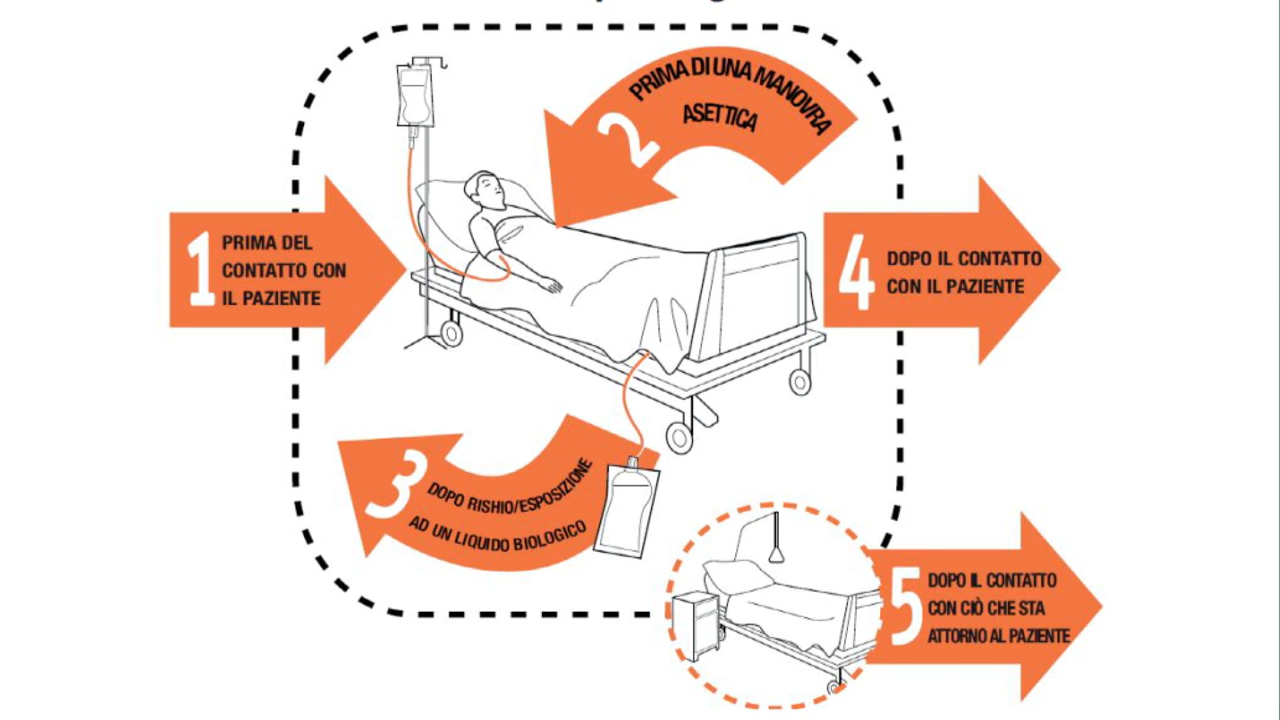 1
PRIMA DEL
CONTATTO CON
IL PAZIENTE
2
PRIMA DI UNA MANOVRA
ASETTICA
3
DOPO RISHIO/ESPOSIZIONE
AD UN LIQUIDO BIOLOGICO
4
DOPO IL CONTATTO
CON IL PAZIENTE
5
DOPO IL CONTATTO
CON CIÒ CHE STA
ATTORNO AL PAZIENTE